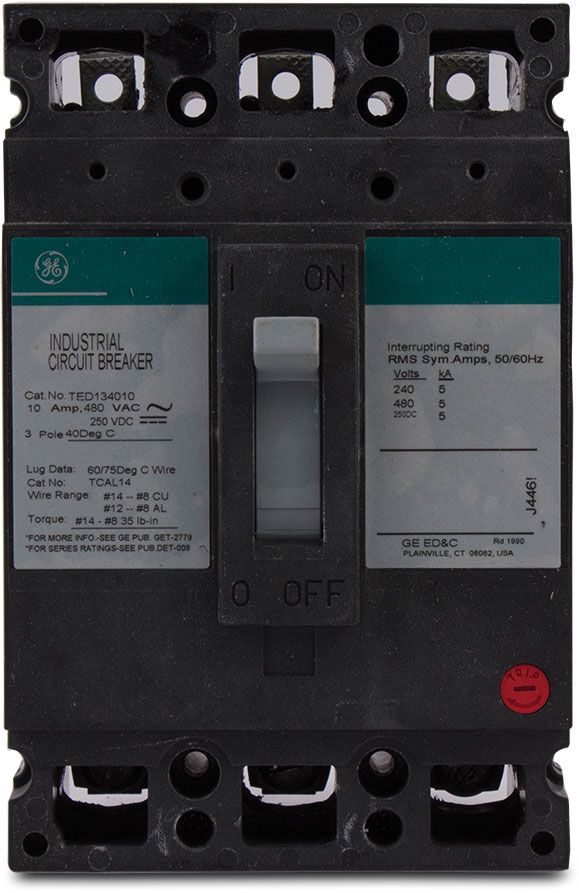 GE
INDUSTRIAL
CIRCUIT BREAKER
Cat.No. TED134010
10 Amp,480 VAC
250 VDC
3 Pole 40Deg C
Lug Data: 60/75Deg C Wire
Cat No: TCAL14
Wire Range: #14 -- #8 CU
#12 -- #8 AL
Torque: #14 - #8 35 lb-in
*FOR MORE INFO.-SEE GE PUB. GET-2779
*FOR SERIES RATINGS-SEE PUB.DET-008
I ON
O OFF
Interrupting Rating
RMS Sym.Amps, 50/60Hz
Volts kA
240 5
480 5
250DC 5
J446!
GE ED&C Rd 1990
PLAINVILLE, CT 06062, USA
TRIP